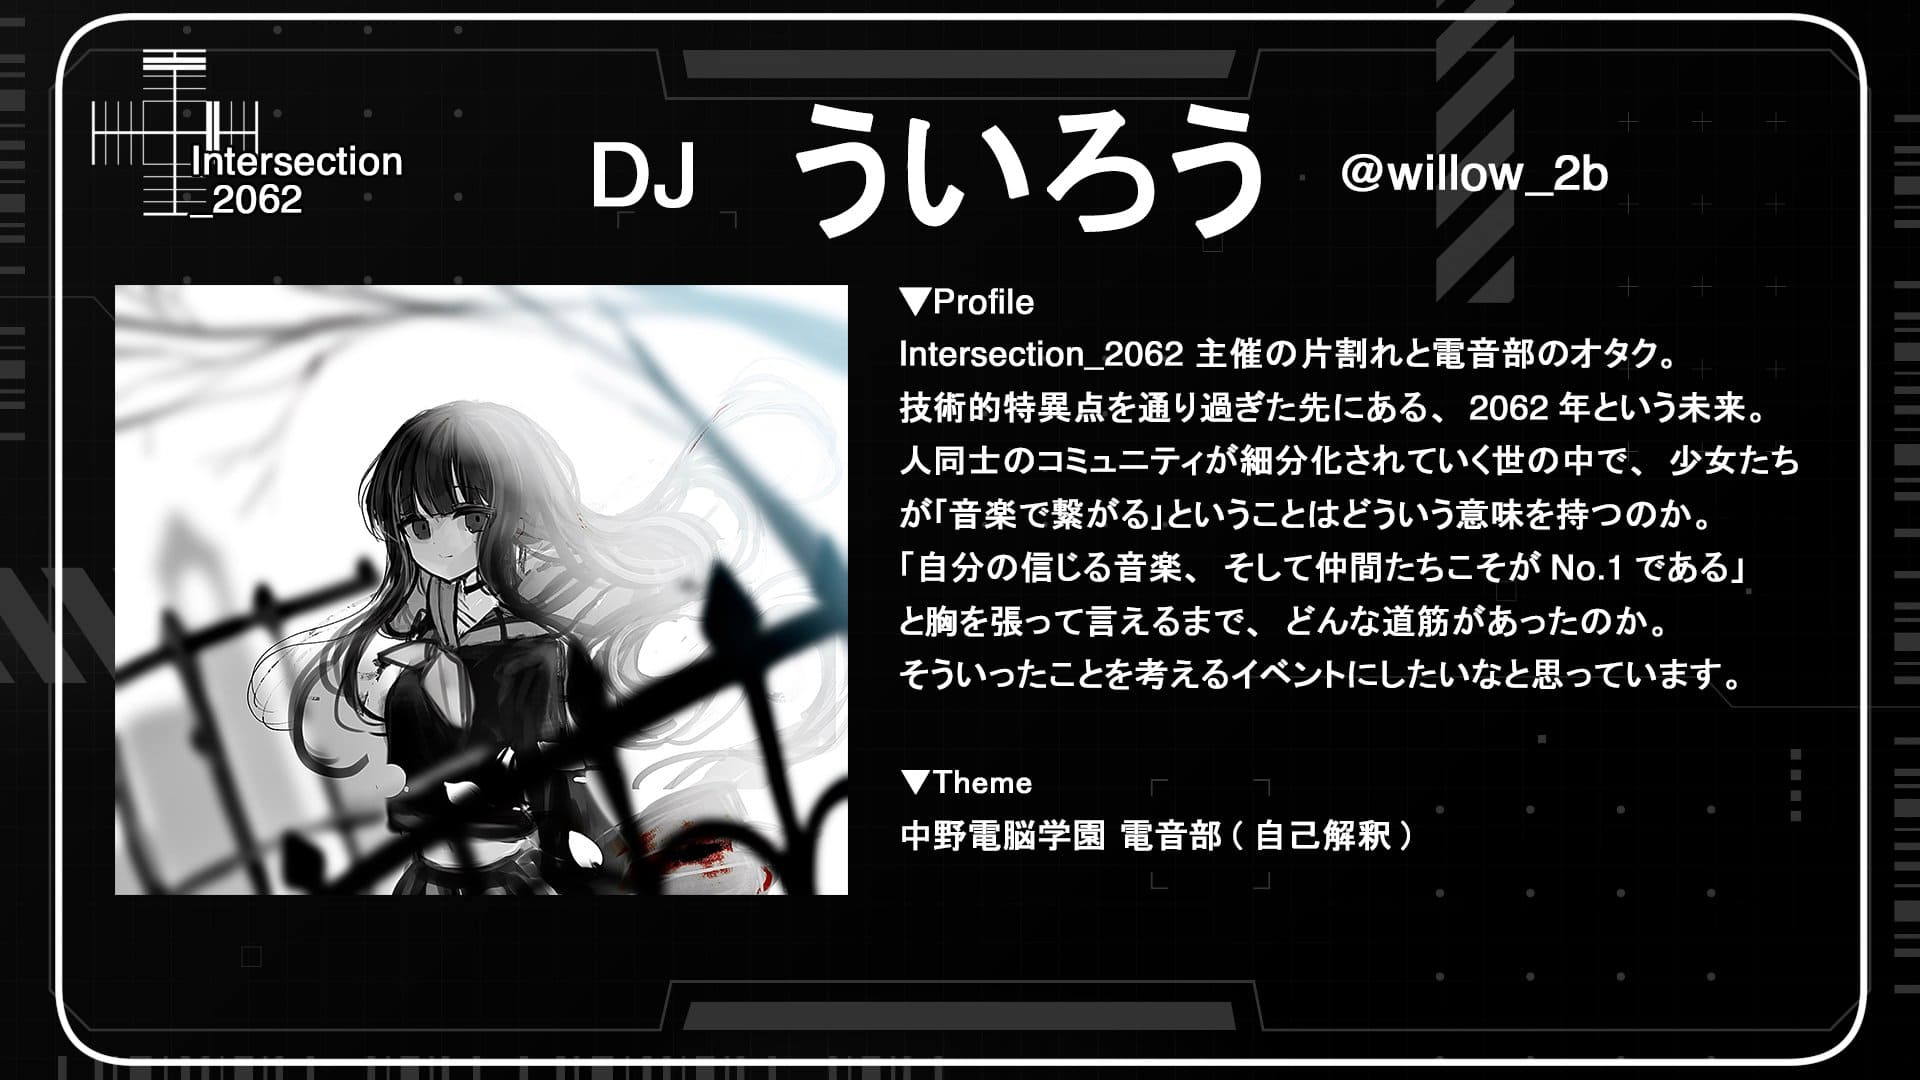 Intersection
_2062
DJ ういろう @willow_2b
▼Profile
Intersection_2062 主催の片割れと電音部のオタク。
技術的特異点を通り過ぎた先にある、2062 年という未来。
人同士のコミュニティが細分化されていく世の中で、少女たち
が「音楽で繋がる」ということはどういう意味を持つのか。
「自分の信じる音楽、そして仲間たちこそが No.1 である」
と胸を張って言えるまで、どんな道筋があったのか。
そういったことを考えるイベントにしたいなと思っています。
▼Theme
中野電脳学園 電音部 ( 自己解釈 )